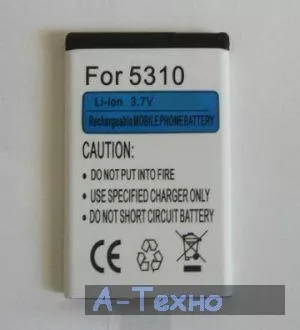 For 5310
Li-ion 3.7V
Rechargeable MOBILE PHONE BATTERY
CAUTION:
• DO NOT PUT INTO FIRE
• USE SPECIFIED CHARGER ONLY
• DO NOT SHORT CIRCUIT BATTERY
CE
А-Техно